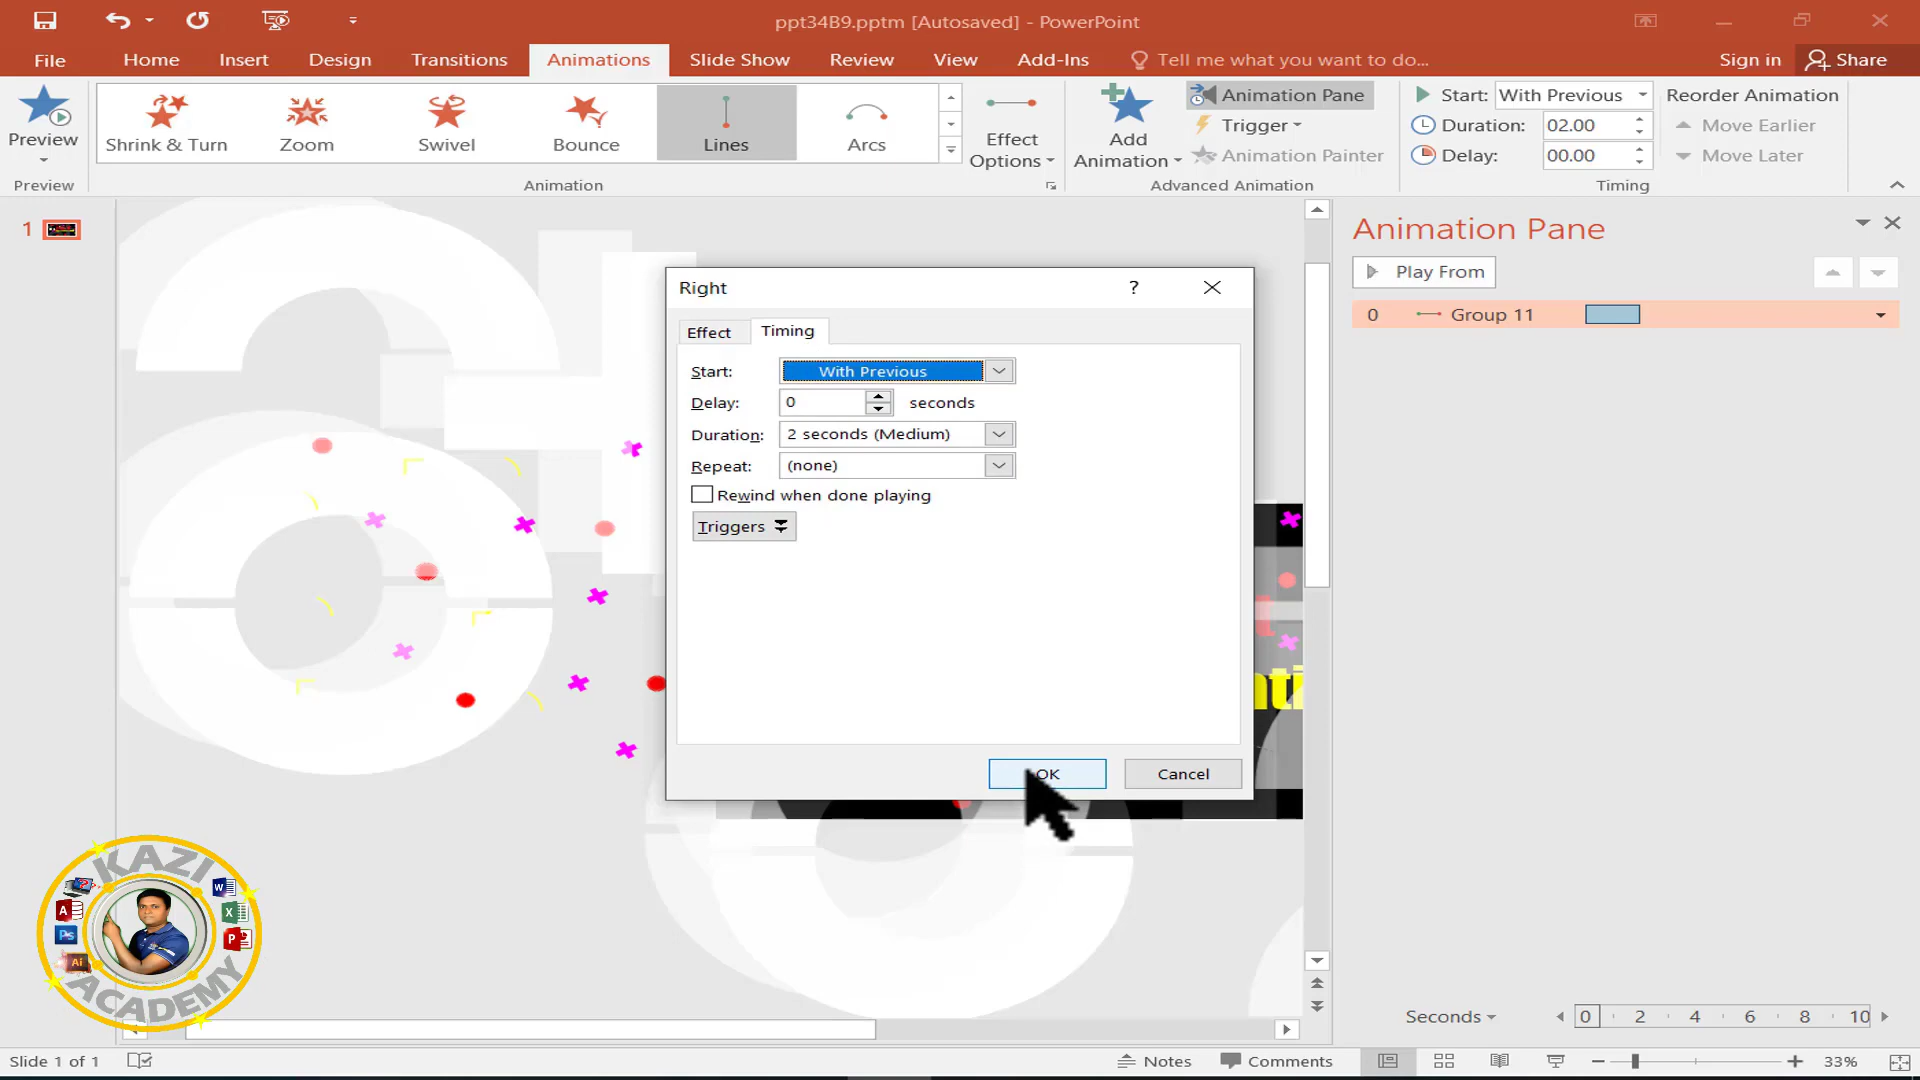 ppt34B9.pptm [Autosaved] - PowerPoint
File Home Insert Design Transitions Animations Slide Show Review View Add-Ins Tell me what you want to do... Sign in Share
Preview
Shrink & Turn Zoom Swivel Bounce Lines Arcs
Effect Options
Add Animation
Animation Pane
Trigger
Animation Painter
Start: With Previous
Duration: 02.00
Delay: 00.00
Reorder Animation
Move Earlier
Move Later
Preview Animation Advanced Animation Timing
1
Animation Pane
Play From
0 Group 11
Right ?
Effect Timing
Start: With Previous
Delay: 0 seconds
Duration: 2 seconds (Medium)
Repeat: (none)
Rewind when done playing
Triggers
OK Cancel
KAZI
ACADEMY
W
A
X
Ps
P
Ai
Seconds 0 2 4 6 8 10
Slide 1 of 1 Notes Comments 33%